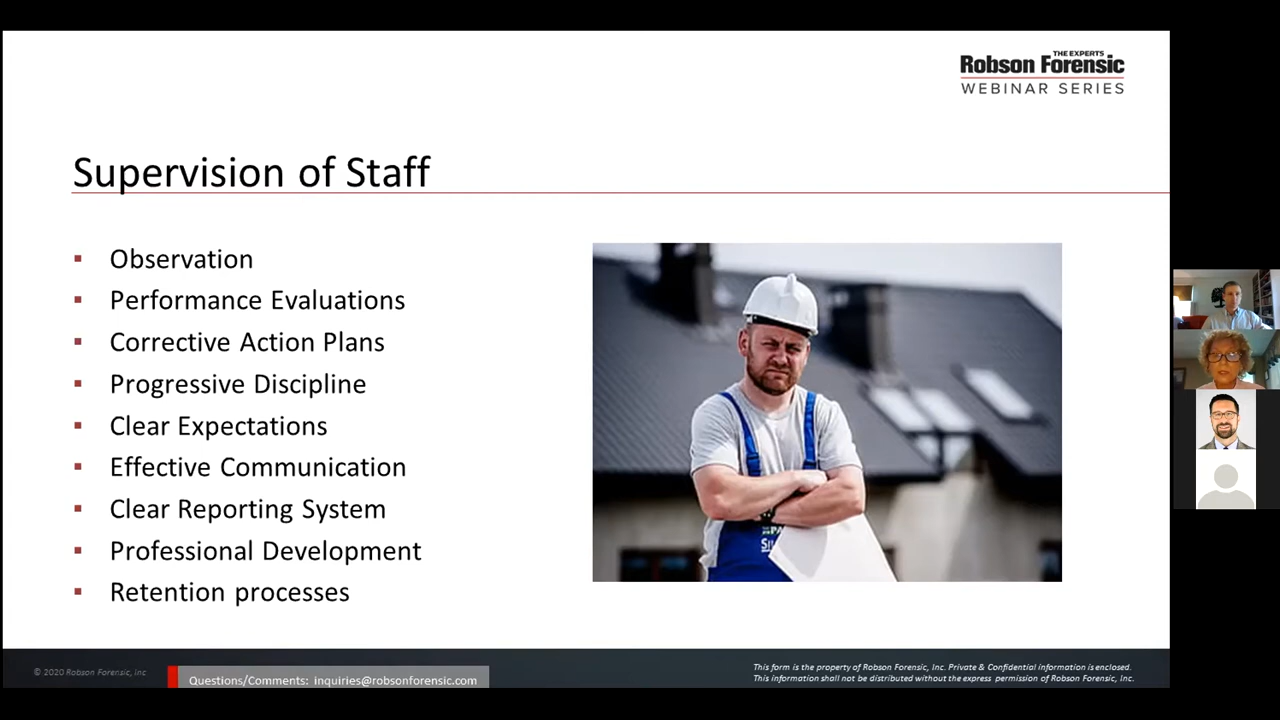 THE EXPERTS
Robson Forensic
WEBINAR SERIES
Supervision of Staff
▪ Observation
▪ Performance Evaluations
▪ Corrective Action Plans
▪ Progressive Discipline
▪ Clear Expectations
▪ Effective Communication
▪ Clear Reporting System
▪ Professional Development
▪ Retention processes
© 2020 Robson Forensic, Inc
Questions/Comments: inquiries@robsonforensic.com
This form is the property of Robson Forensic, Inc. Private & Confidential information is enclosed.
This information shall not be distributed without the express permission of Robson Forensic, Inc.